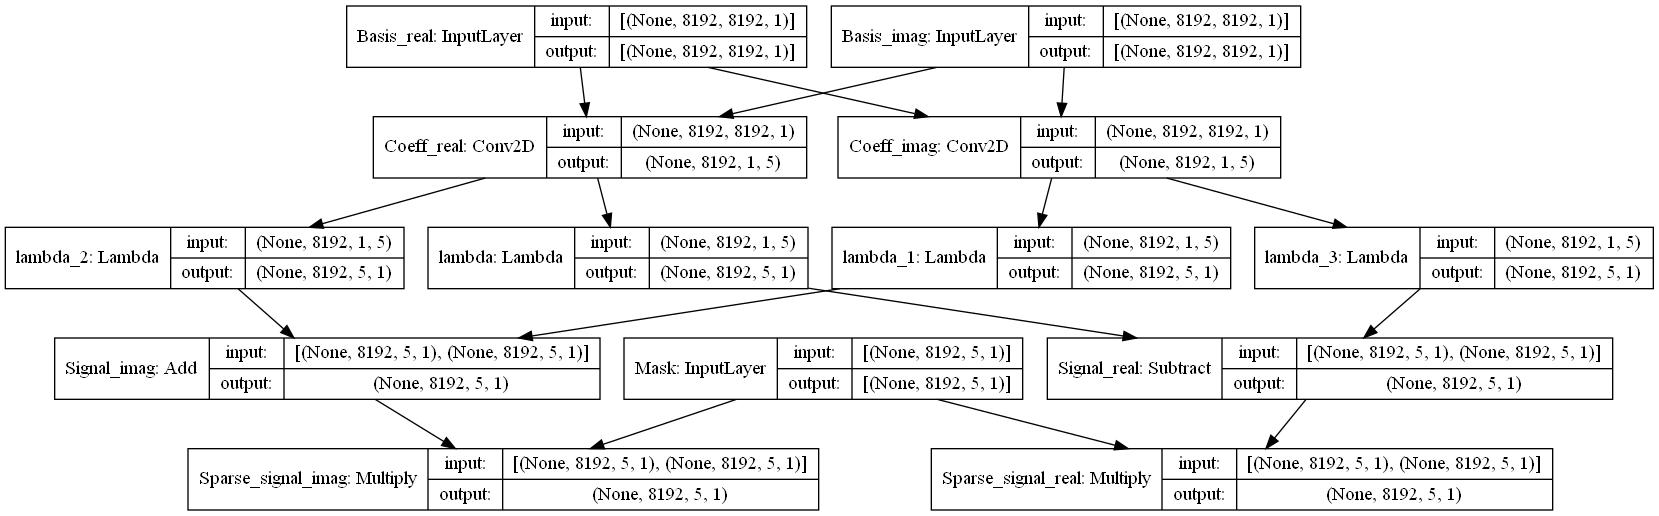 Basis_real: InputLayer
input: [(None, 8192, 8192, 1)]
output: [(None, 8192, 8192, 1)]
Basis_imag: InputLayer
input: [(None, 8192, 8192, 1)]
output: [(None, 8192, 8192, 1)]
Coeff_real: Conv2D
input: (None, 8192, 8192, 1)
output: (None, 8192, 1, 5)
Coeff_imag: Conv2D
input: (None, 8192, 8192, 1)
output: (None, 8192, 1, 5)
lambda_2: Lambda
input: (None, 8192, 1, 5)
output: (None, 8192, 5, 1)
lambda: Lambda
input: (None, 8192, 1, 5)
output: (None, 8192, 5, 1)
lambda_1: Lambda
input: (None, 8192, 1, 5)
output: (None, 8192, 5, 1)
lambda_3: Lambda
input: (None, 8192, 1, 5)
output: (None, 8192, 5, 1)
Signal_imag: Add
input: [(None, 8192, 5, 1), (None, 8192, 5, 1)]
output: (None, 8192, 5, 1)
Mask: InputLayer
input: [(None, 8192, 5, 1)]
output: [(None, 8192, 5, 1)]
Signal_real: Subtract
input: [(None, 8192, 5, 1), (None, 8192, 5, 1)]
output: (None, 8192, 5, 1)
Sparse_signal_imag: Multiply
input: [(None, 8192, 5, 1), (None, 8192, 5, 1)]
output: (None, 8192, 5, 1)
Sparse_signal_real: Multiply
input: [(None, 8192, 5, 1), (None, 8192, 5, 1)]
output: (None, 8192, 5, 1)